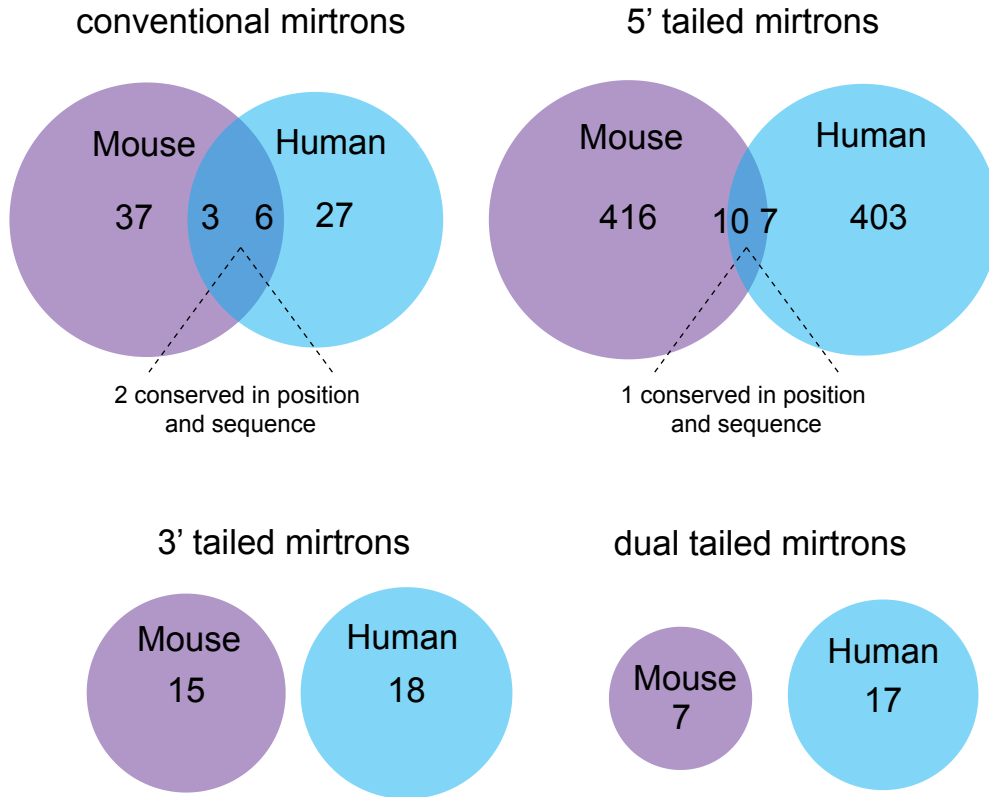 conventional mirtrons
5’ tailed mirtrons
Mouse
Human
37
3
6
27
Mouse
Human
416
10
7
403
2 conserved in position
and sequence
1 conserved in position
and sequence
3’ tailed mirtrons
dual tailed mirtrons
Mouse
15
Human
18
Mouse
7
Human
17